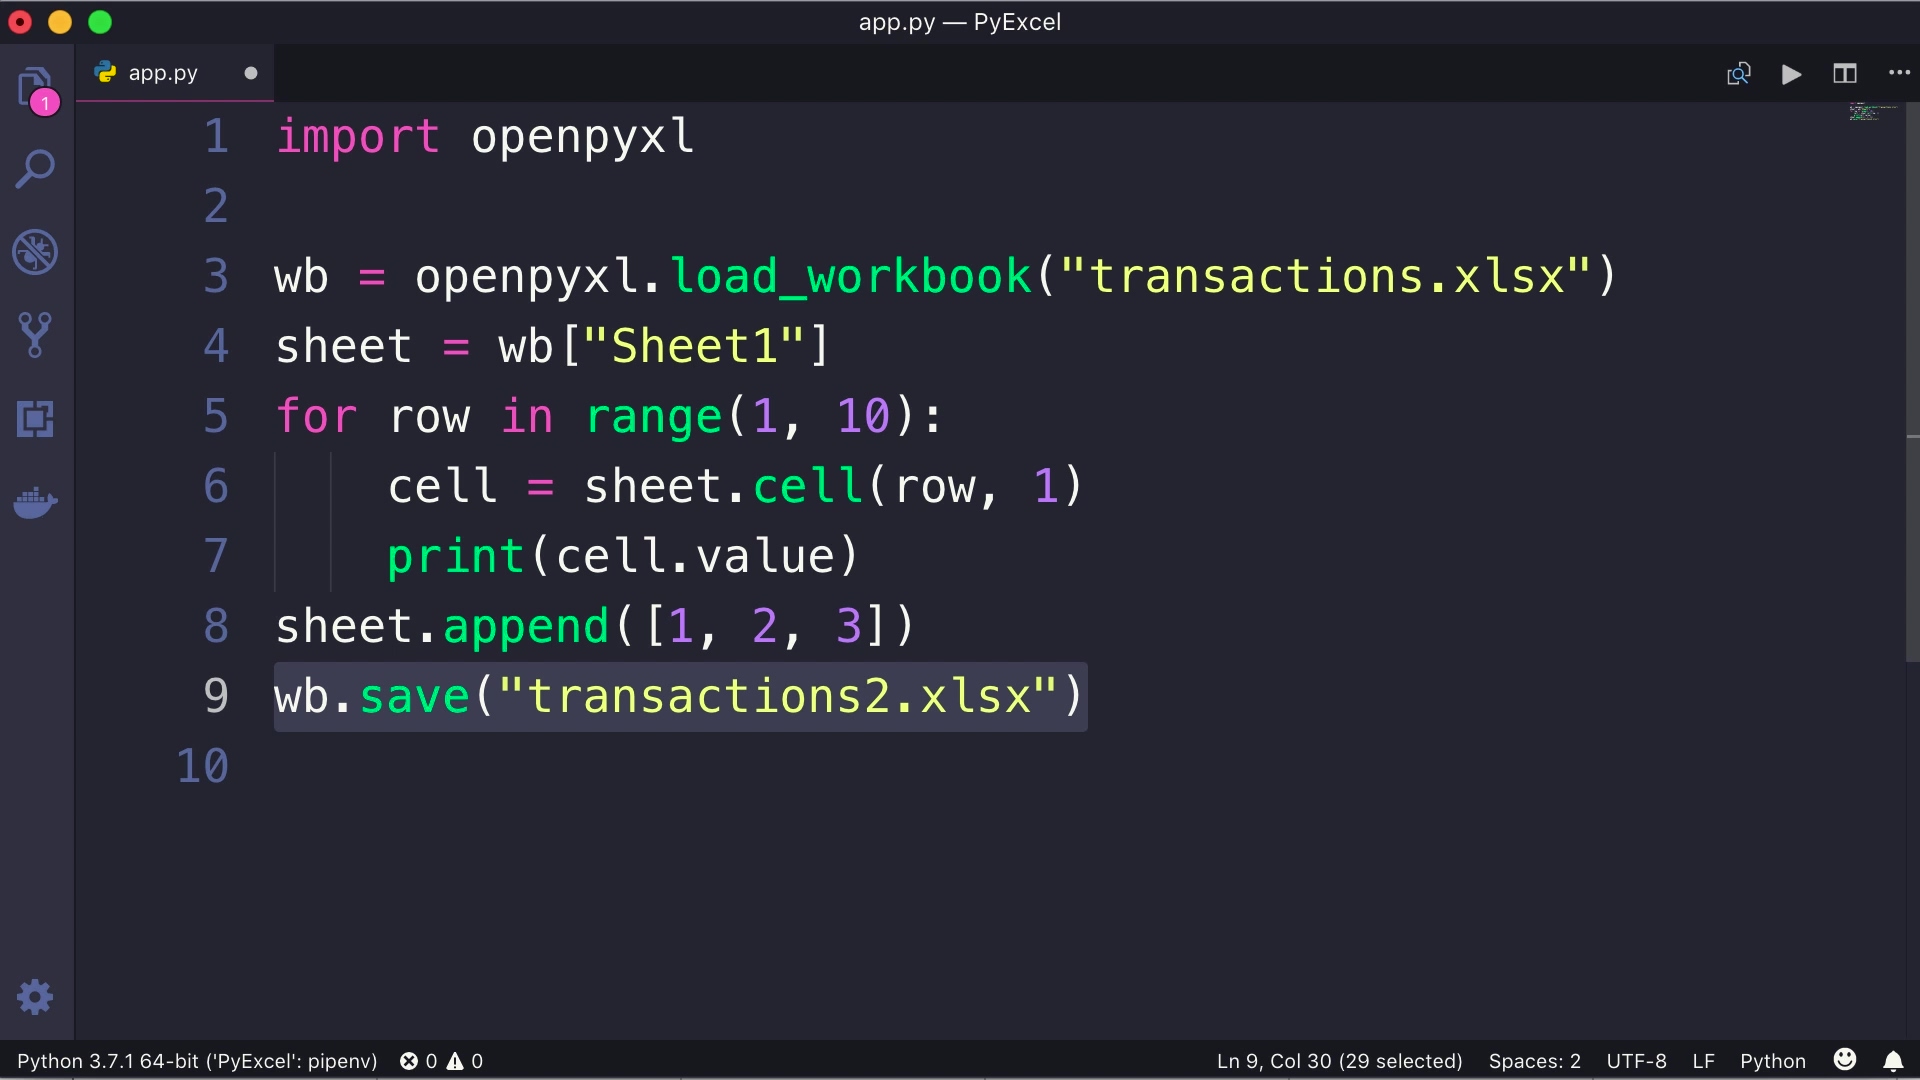 app.py — PyExcel
app.py
1
1 import openpyxl
2
3 wb = openpyxl.load_workbook("transactions.xlsx")
4 sheet = wb["Sheet1"]
5 for row in range(1, 10):
6     cell = sheet.cell(row, 1)
7     print(cell.value)
8 sheet.append([1, 2, 3])
9 wb.save("transactions2.xlsx")
10
Python 3.7.1 64-bit ('PyExcel': pipenv) 0 0 Ln 9, Col 30 (29 selected) Spaces: 2 UTF-8 LF Python